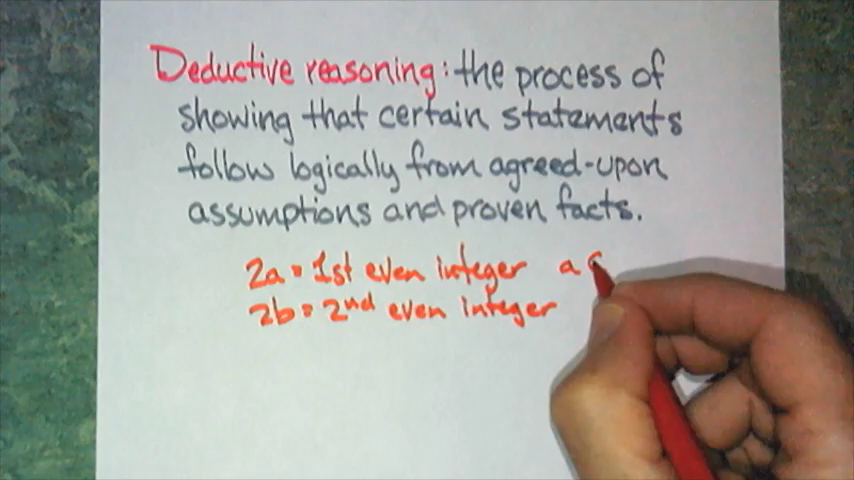 Deductive reasoning: the process of
showing that certain statements
follow logically from agreed-upon
assumptions and proven facts.
2a = 1st even integer a
2b = 2nd even integer